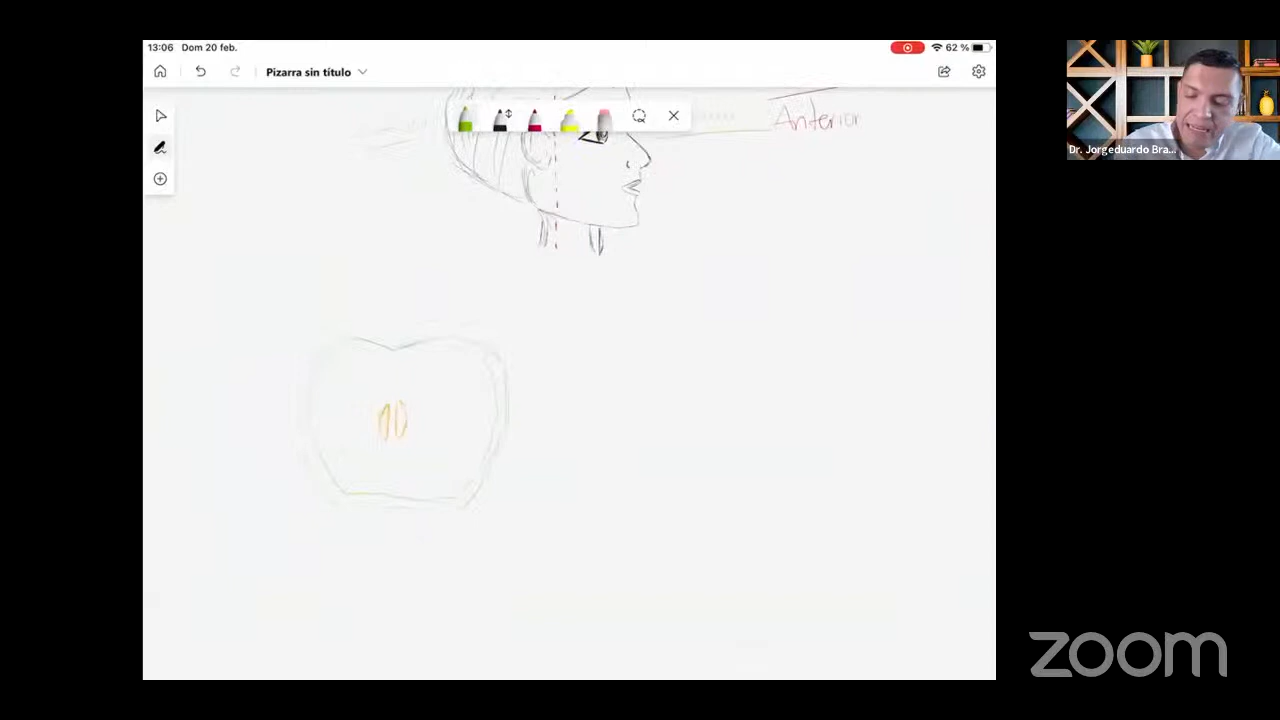 13:06 Dom 20 feb.
62 %
Pizarra sin título
Anterior
Dr. Jorgeduardo Bra...
zoom